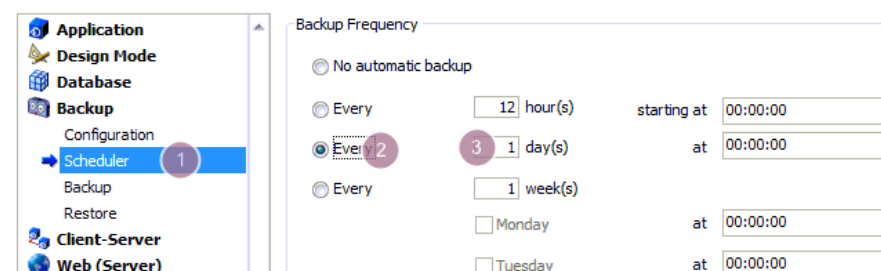 Application
Design Mode
Database
Backup
Configuration
Scheduler 1
Backup
Restore
Client-Server
Web (Server)
Backup Frequency
No automatic backup
Every 12 hour(s) starting at 00:00:00
Every 2 3 1 day(s) at 00:00:00
Every 1 week(s)
Monday at 00:00:00
Tuesday at 00:00:00